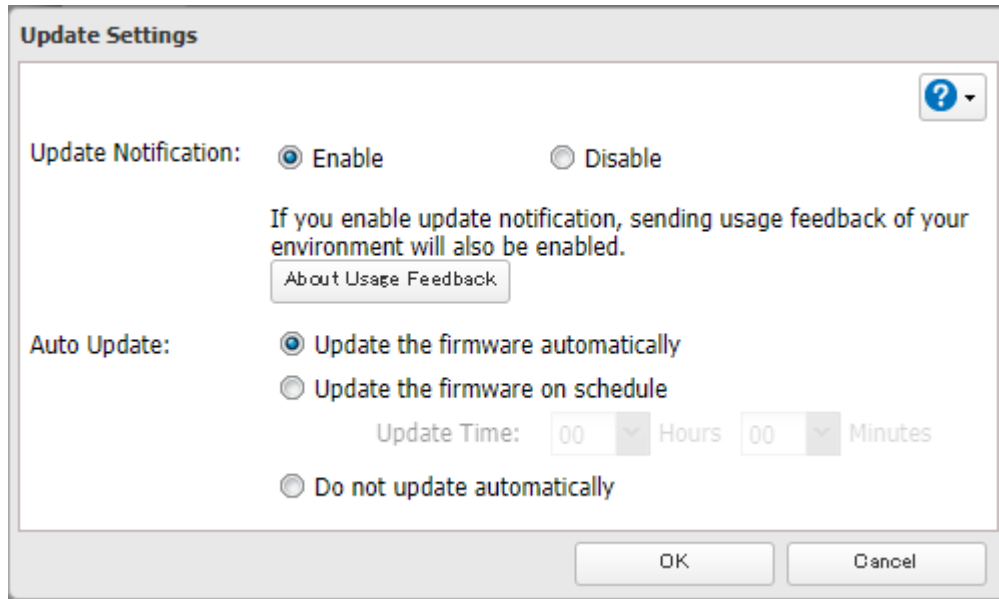 Update Settings
?
Update Notification: Enable Disable
If you enable update notification, sending usage feedback of your
environment will also be enabled.
About Usage Feedback
Auto Update: Update the firmware automatically
Update the firmware on schedule
Update Time: 00 Hours 00 Minutes
Do not update automatically
OK Cancel